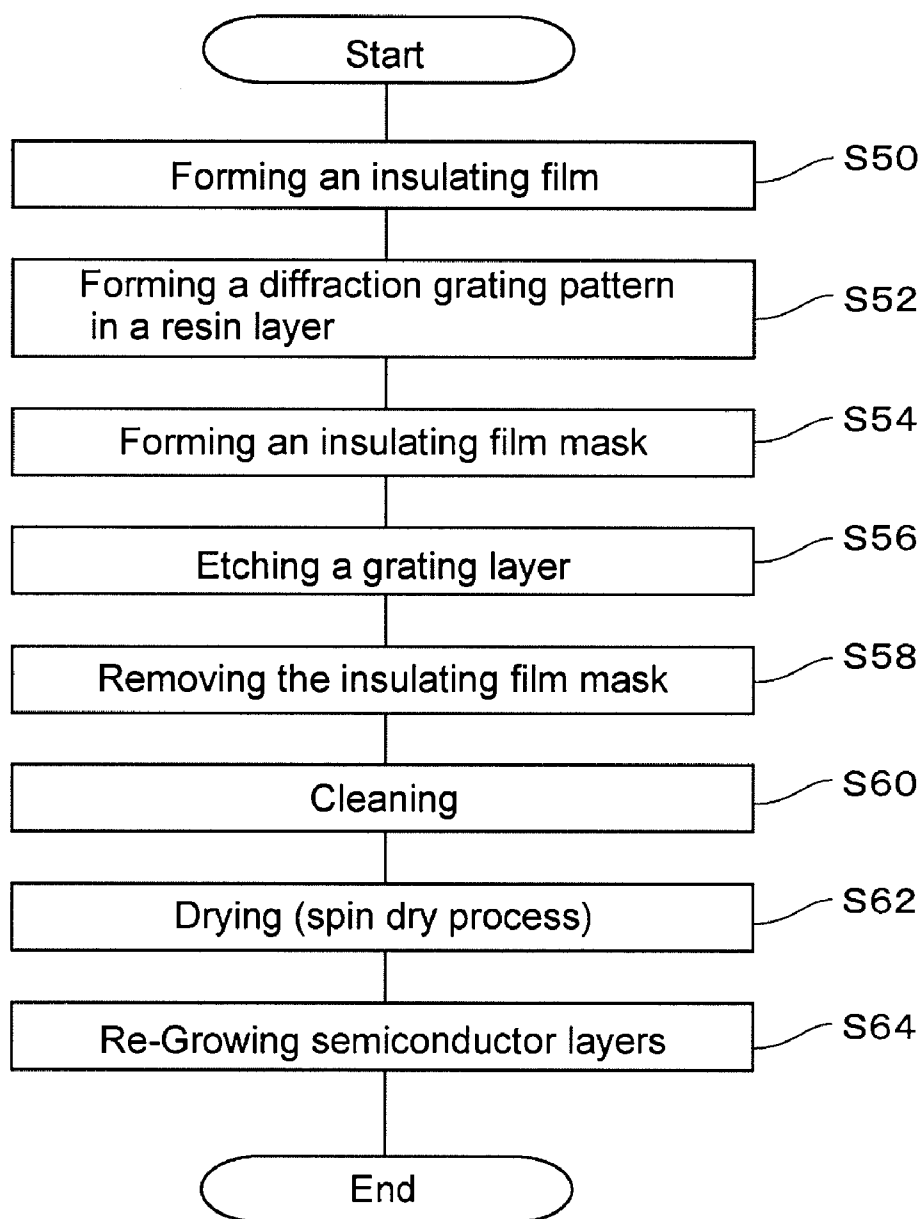 Start
Forming an insulating film
S50
Forming a diffraction grating pattern
in a resin layer
S52
Forming an insulating film mask
S54
Etching a grating layer
S56
Removing the insulating film mask
S58
Cleaning
S60
Drying (spin dry process)
S62
Re-Growing semiconductor layers
S64
End